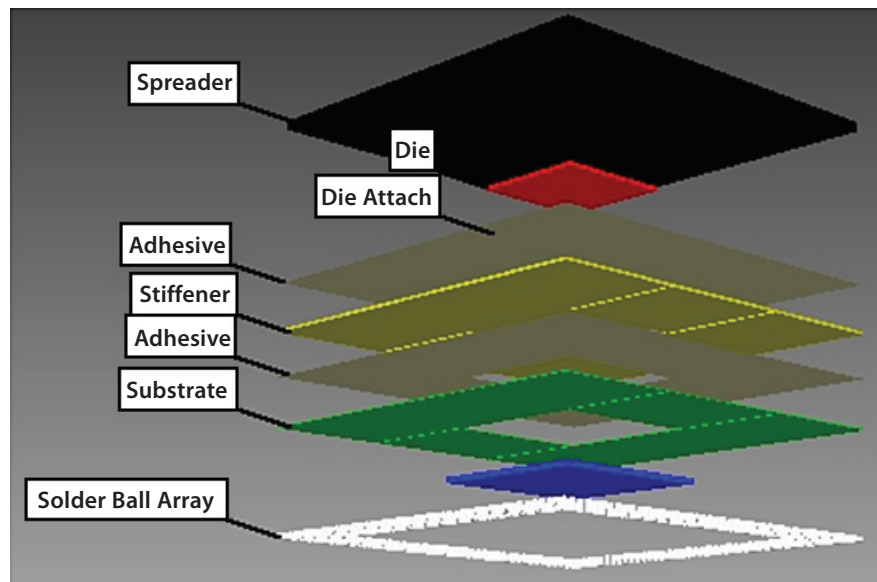 Spreader
Die
Die Attach
Adhesive
Stiffener
Adhesive
Substrate
Solder Ball Array